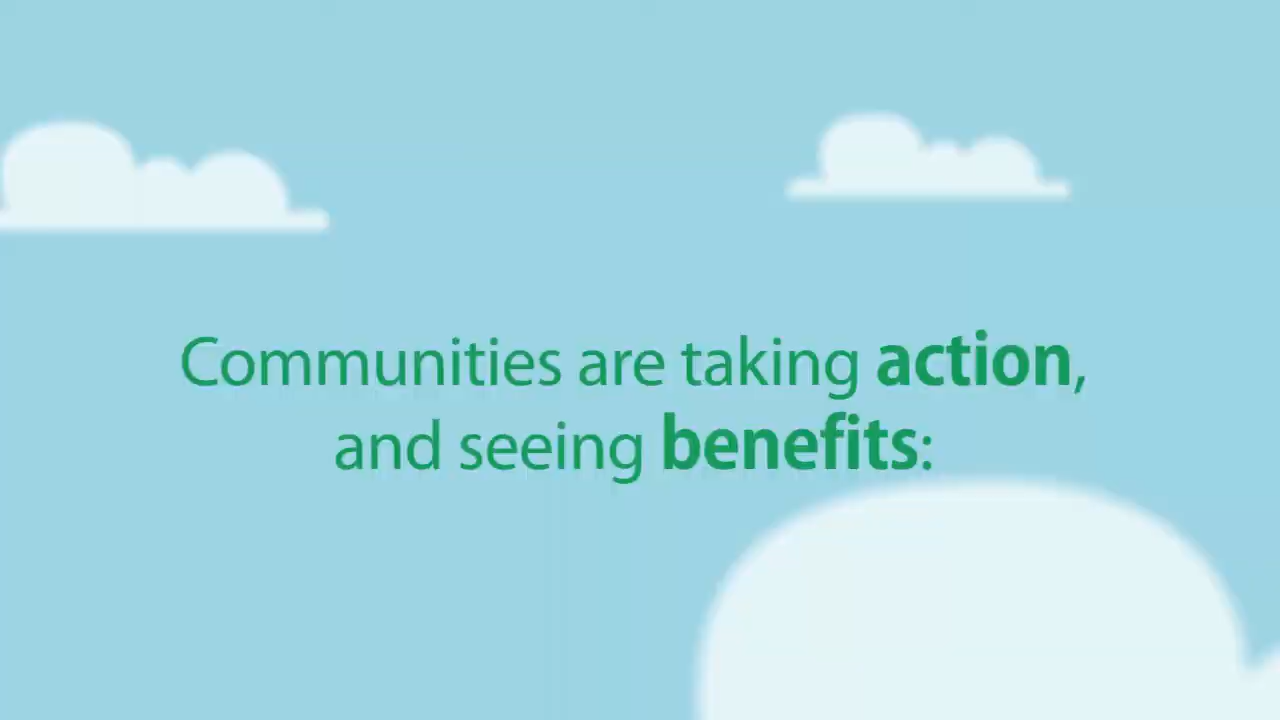 Communities are taking action,
and seeing benefits: